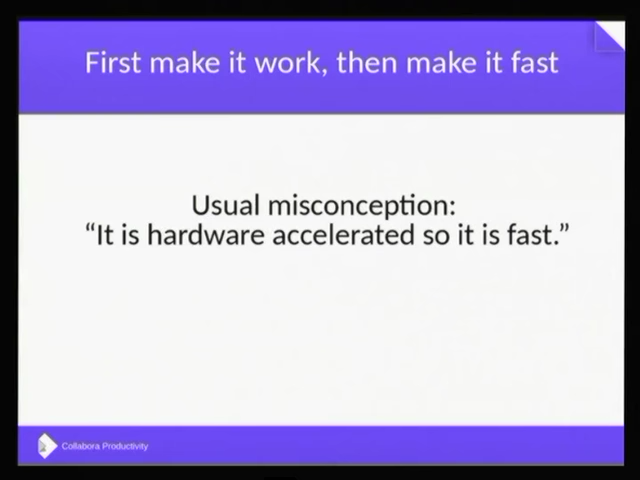 First make it work, then make it fast
Usual misconception:
“It is hardware accelerated so it is fast.”
Collabora Productivity